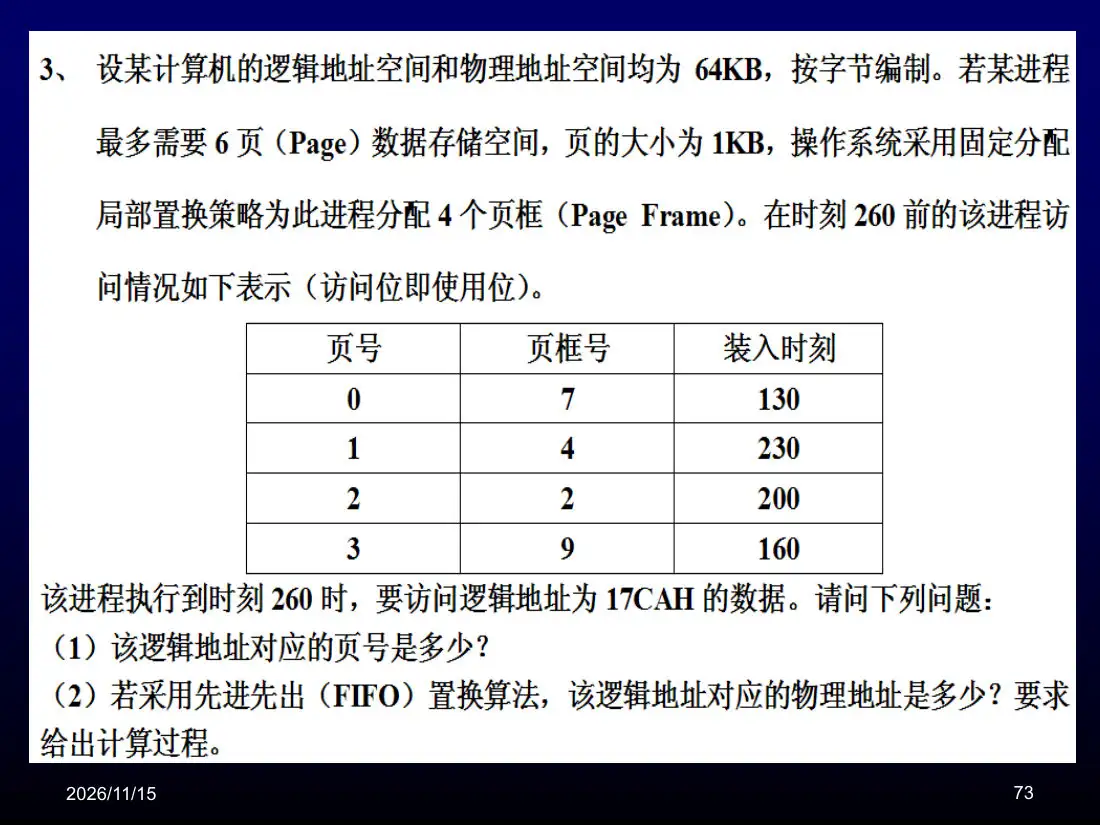 3、 设某计算机的逻辑地址空间和物理地址空间均为 64KB，按字节编制。若某进程
最多需要 6 页（Page）数据存储空间，页的大小为 1KB，操作系统采用固定分配
局部置换策略为此进程分配 4 个页框（Page Frame）。在时刻 260 前的该进程访
问情况如下表示（访问位即使用位）。
页号 页框号 装入时刻
0 7 130
1 4 230
2 2 200
3 9 160
该进程执行到时刻 260 时，要访问逻辑地址为 17CAH 的数据。请问下列问题：
（1）该逻辑地址对应的页号是多少？
（2）若采用先进先出（FIFO）置换算法，该逻辑地址对应的物理地址是多少？要求
给出计算过程。
2026/11/15 73